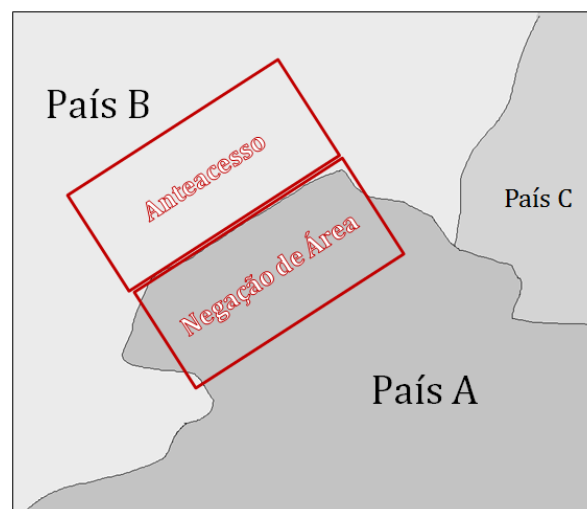 País B
Anteacesso
País C
Negação de Área
País A